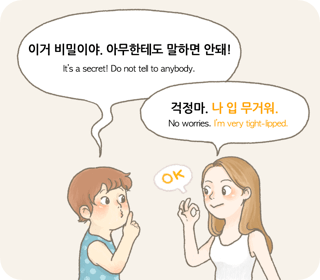 이거 비밀이야. 아무한테도 말하면 안돼!
It's a secret! Do not tell to anybody.
걱정마. 나 입 무거워.
No worries. I'm very tight-lipped.
OK